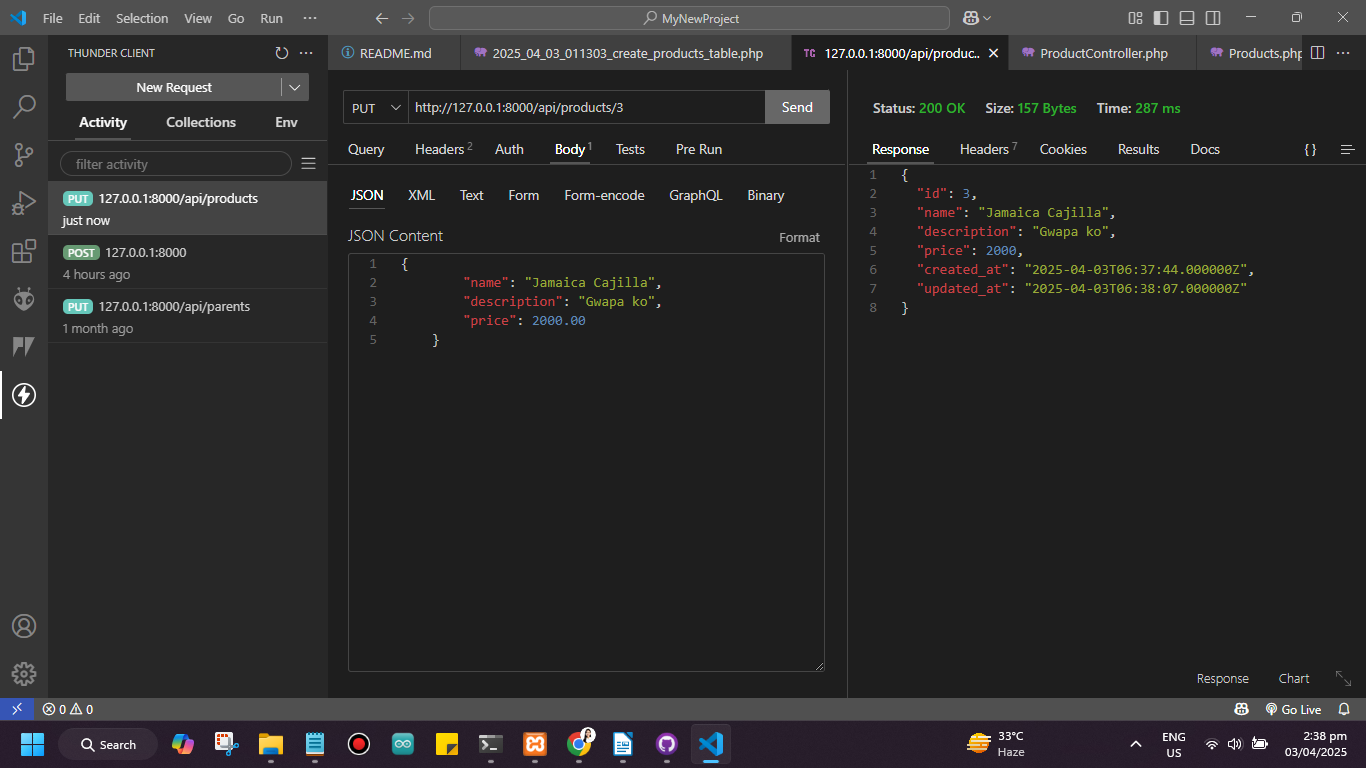 File Edit Selection View Go Run ··· MyNewProject
THUNDER CLIENT
New Request
Activity Collections Env
filter activity
PUT 127.0.0.1:8000/api/products
just now
POST 127.0.0.1:8000
4 hours ago
PUT 127.0.0.1:8000/api/parents
1 month ago
README.md 2025_04_03_011303_create_products_table.php TC 127.0.0.1:8000/api/produc.. ProductController.php Products.php
PUT http://127.0.0.1:8000/api/products/3 Send
Query Headers 2 Auth Body 1 Tests Pre Run
JSON XML Text Form Form-encode GraphQL Binary
JSON Content Format
1 {
2 "name": "Jamaica Cajilla",
3 "description": "Gwapa ko",
4 "price": 2000.00
5 }
Status: 200 OK Size: 157 Bytes Time: 287 ms
Response Headers 7 Cookies Results Docs {}
1 {
2 "id": 3,
3 "name": "Jamaica Cajilla",
4 "description": "Gwapa ko",
5 "price": 2000,
6 "created_at": "2025-04-03T06:37:44.000000Z",
7 "updated_at": "2025-04-03T06:38:07.000000Z"
8 }
Response Chart
0 0 Go Live
Search
33°C
Haze
ENG
US
2:38 pm
03/04/2025